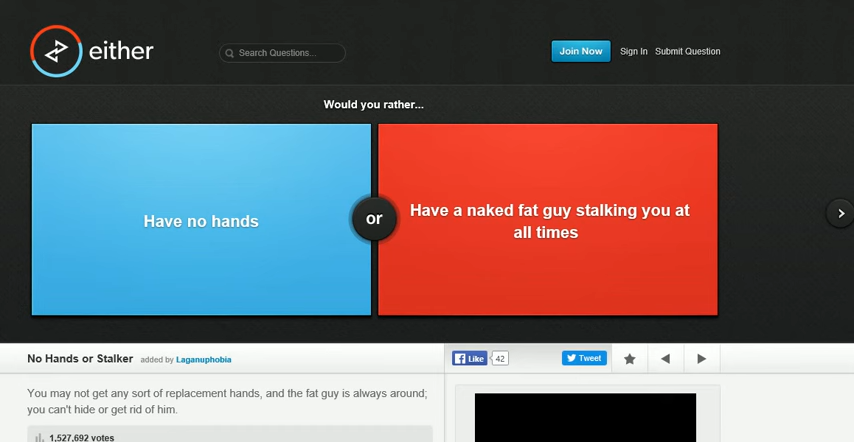 either
Search Questions...
Join Now
Sign In
Submit Question
Would you rather...
Have no hands
or
Have a naked fat guy stalking you at
all times
No Hands or Stalker
added by Laganuphobia
Like
42
Tweet
You may not get any sort of replacement hands, and the fat guy is always around;
you can't hide or get rid of him.
1,527,692 votes